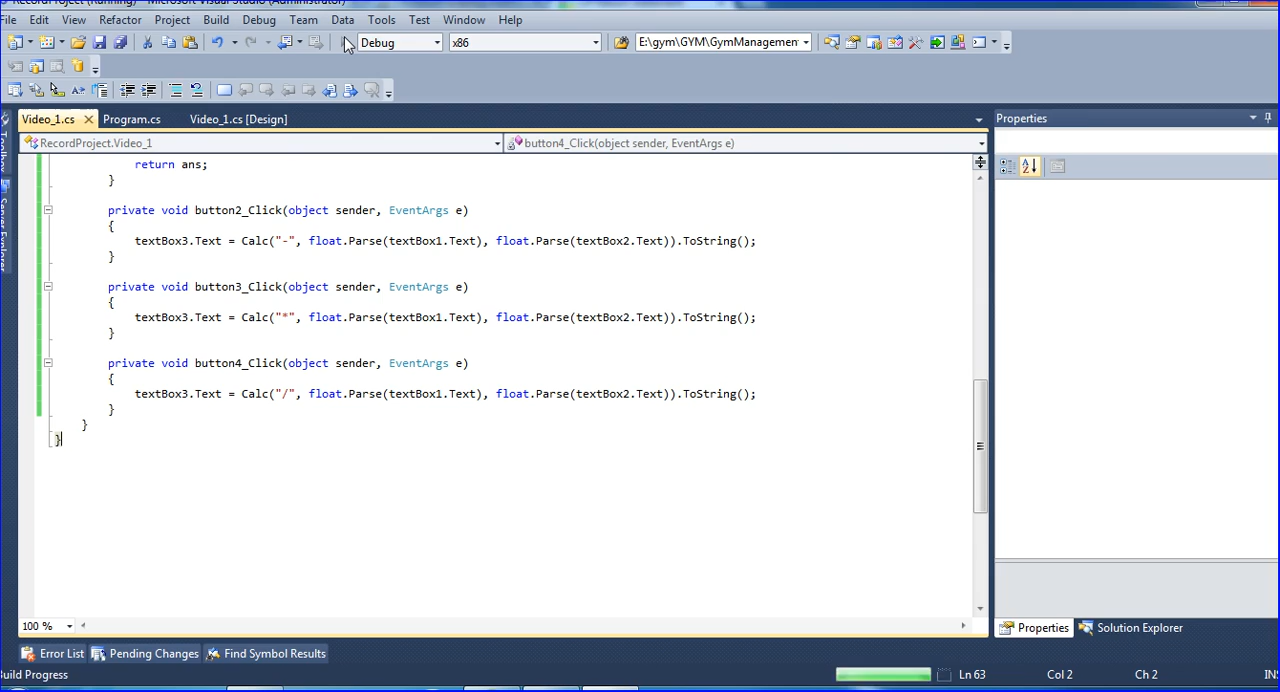 RecordProject (Running) - Microsoft Visual Studio (Administrator)
File Edit View Refactor Project Build Debug Team Data Tools Test Window Help
Debug x86 E:\gym\GYM\GymManagemen
Video_1.cs Program.cs Video_1.cs [Design]
RecordProject.Video_1 button4_Click(object sender, EventArgs e)
return ans;
}
private void button2_Click(object sender, EventArgs e)
{
textBox3.Text = Calc("-", float.Parse(textBox1.Text), float.Parse(textBox2.Text)).ToString();
}
private void button3_Click(object sender, EventArgs e)
{
textBox3.Text = Calc("*", float.Parse(textBox1.Text), float.Parse(textBox2.Text)).ToString();
}
private void button4_Click(object sender, EventArgs e)
{
textBox3.Text = Calc("/", float.Parse(textBox1.Text), float.Parse(textBox2.Text)).ToString();
}
}
}
100 %
Toolbox
Server Explorer
Properties
Properties Solution Explorer
Error List Pending Changes Find Symbol Results
Build Progress Ln 63 Col 2 Ch 2 IN